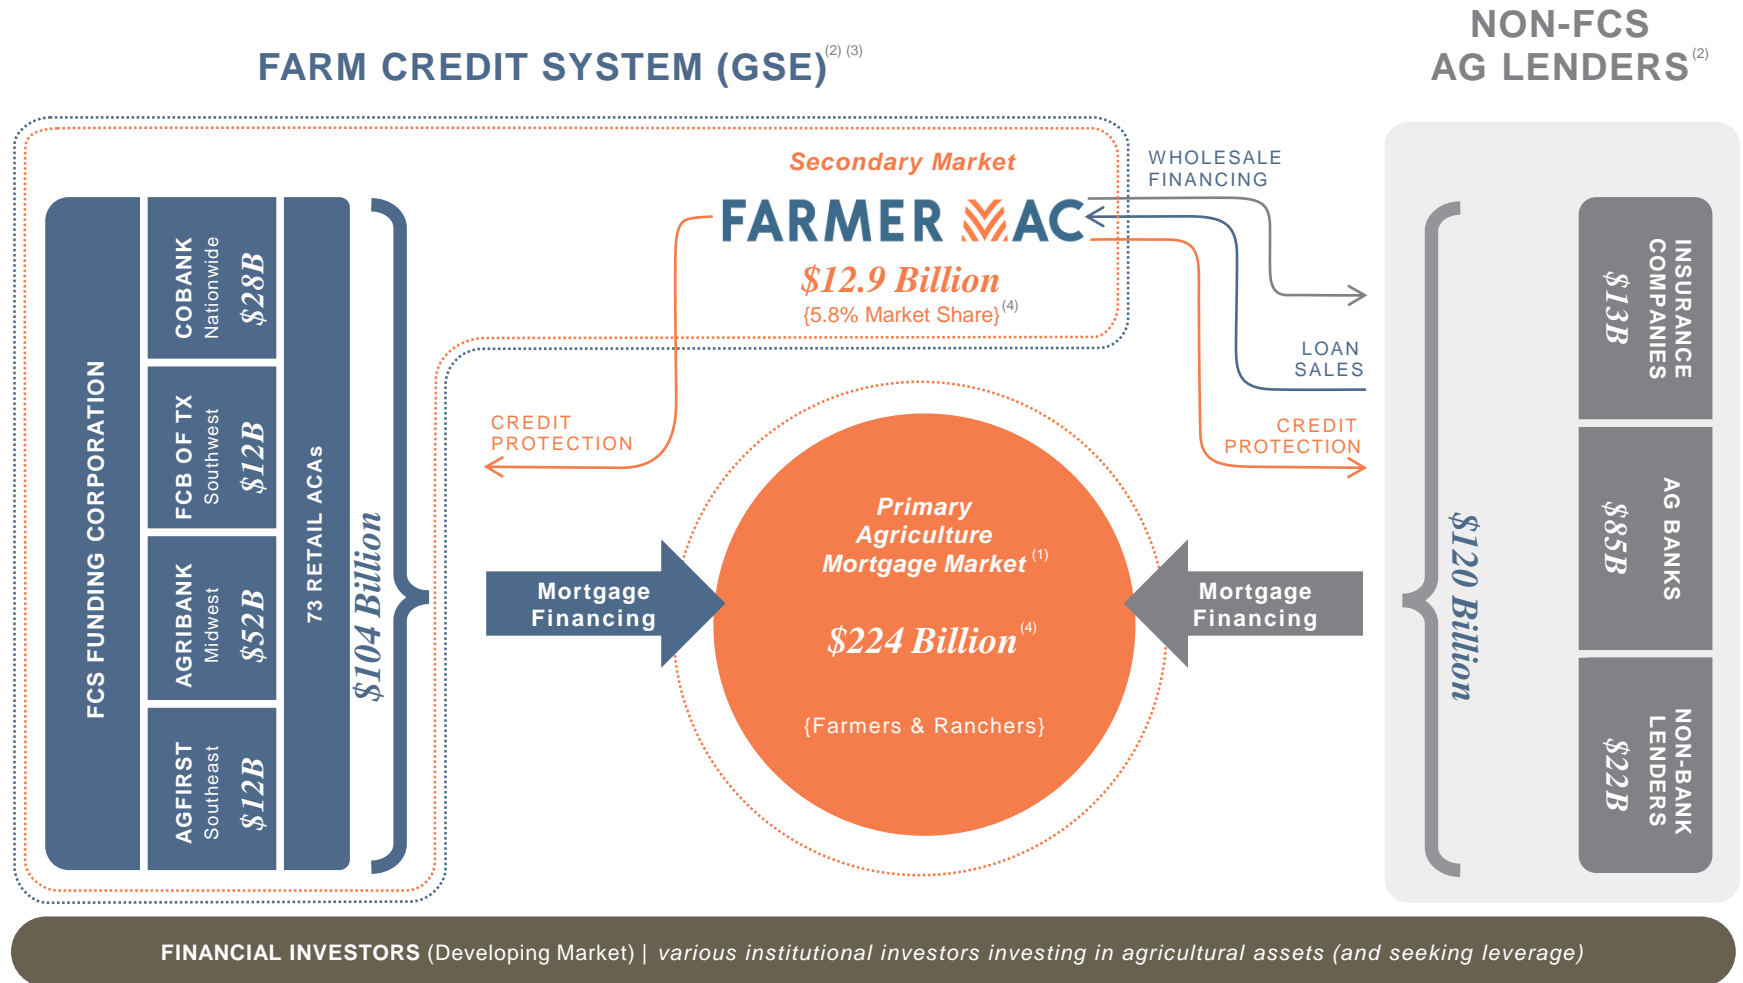 FARM CREDIT SYSTEM (GSE)(2) (3)
NON-FCS
AG LENDERS(2)
FCS FUNDING CORPORATION
COBANK
Nationwide
$28B
FCB OF TX
Southwest
$12B
AGRIBANK
Midwest
$52B
AGFIRST
Southeast
$12B
73 RETAIL ACAs
$104 Billion
Secondary Market
FARMER MAC
$12.9 Billion
{5.8% Market Share}(4)
WHOLESALE
FINANCING
LOAN
SALES
CREDIT
PROTECTION
CREDIT
PROTECTION
Mortgage
Financing
Primary
Agriculture
Mortgage Market (1)
$224 Billion(4)
{Farmers & Ranchers}
Mortgage
Financing
$120 Billion
INSURANCE
COMPANIES
$13B
AG BANKS
$85B
NON-BANK
LENDERS
$22B
FINANCIAL INVESTORS (Developing Market) | various institutional investors investing in agricultural assets (and seeking leverage)